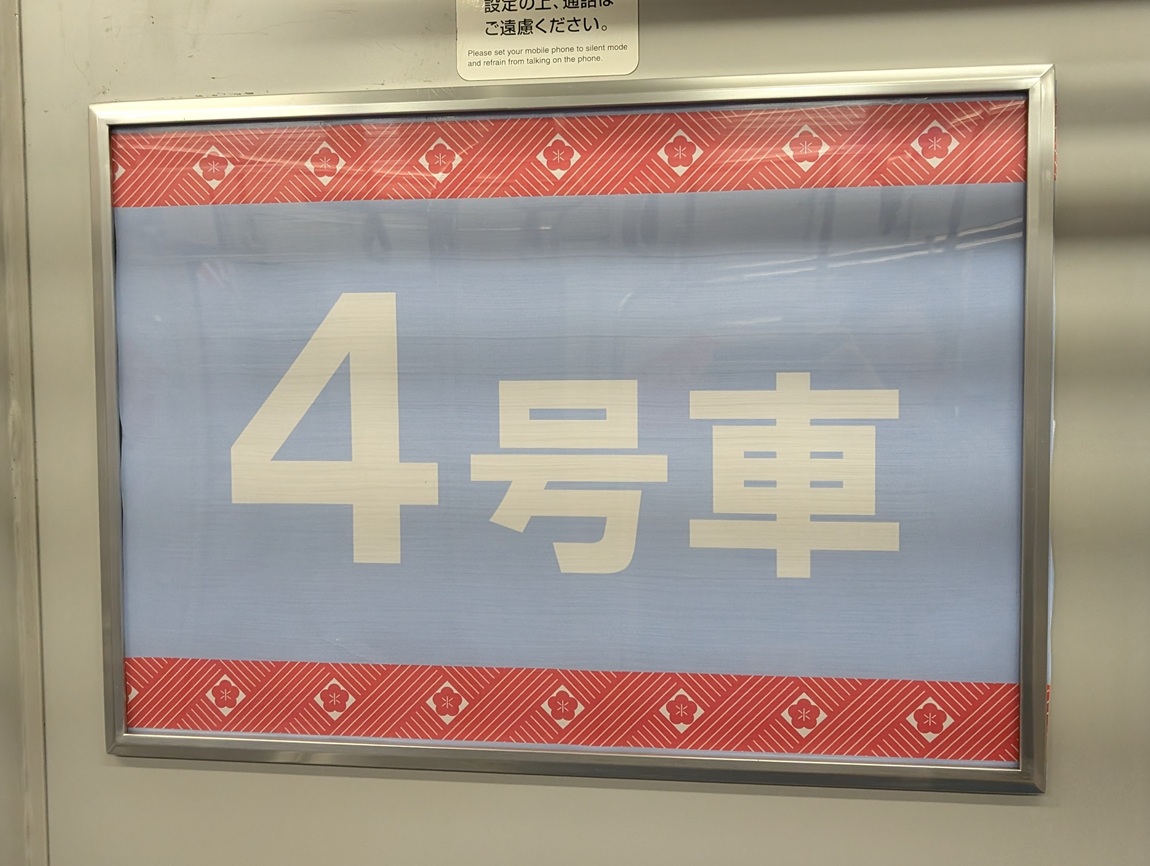 設定の上、通話は
ご遠慮ください。
Please set your mobile phone to silent mode
and refrain from talking on the phone.
4号車